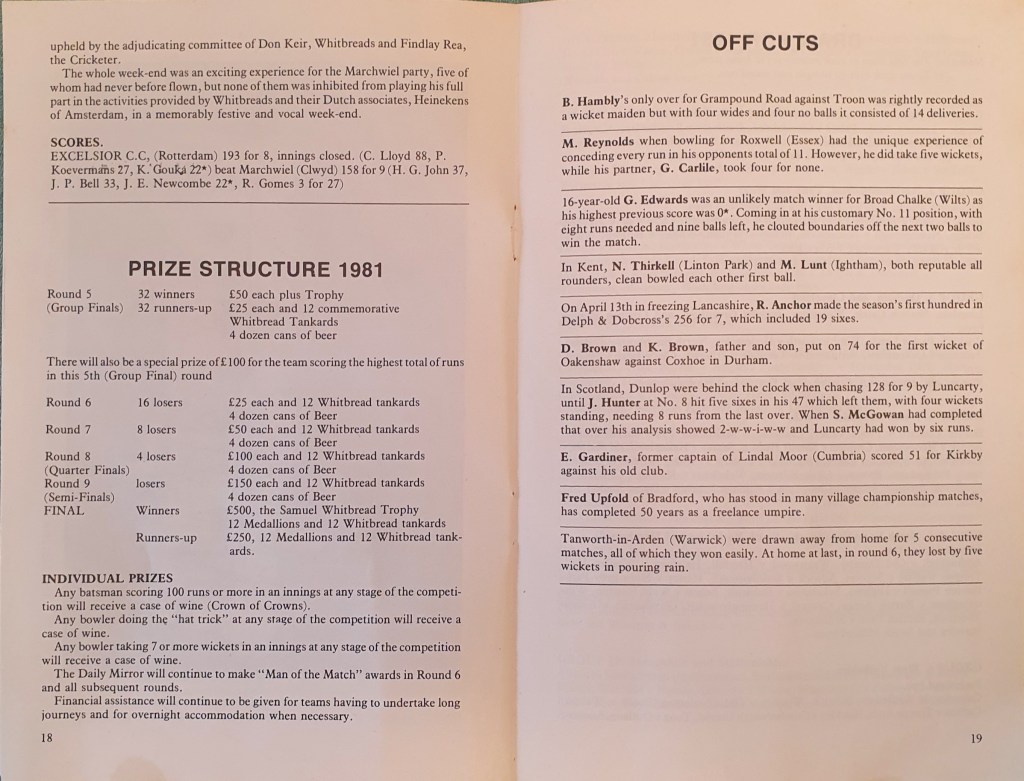 upheld by the adjudicating committee of Don Keir, Whitbreads and Findlay Rea,
the Cricketer.
The whole week-end was an exciting experience for the Marchwiel party, five of
whom had never before flown, but none of them was inhibited from playing his full
part in the activities provided by Whitbreads and their Dutch associates, Heinekens
of Amsterdam, in a memorably festive and vocal week-end.
SCORES.
EXCELSIOR C.C, (Rotterdam) 193 for 8, innings closed. (C. Lloyd 88, P.
Koevermans 27, K. Gouka 22*) beat Marchwiel (Clwyd) 158 for 9 (H. G. John 37,
J. P. Bell 33, J. E. Newcombe 22*, R. Gomes 3 for 27)
PRIZE STRUCTURE 1981
Round 5 32 winners £50 each plus Trophy
(Group Finals) 32 runners-up £25 each and 12 commemorative
Whitbread Tankards
4 dozen cans of beer
There will also be a special prize of £100 for the team scoring the highest total of runs
in this 5th (Group Final) round
Round 6 16 losers £25 each and 12 Whitbread tankards
4 dozen cans of Beer
Round 7 8 losers £50 each and 12 Whitbread tankards
4 dozen cans of Beer
Round 8 4 losers £100 each and 12 Whitbread tankards
(Quarter Finals) 4 dozen cans of Beer
Round 9 losers £150 each and 12 Whitbread tankards
(Semi-Finals) 4 dozen cans of Beer
FINAL Winners £500, the Samuel Whitbread Trophy
12 Medallions and 12 Whitbread tankards
Runners-up £250, 12 Medallions and 12 Whitbread tank-
ards.
INDIVIDUAL PRIZES
Any batsman scoring 100 runs or more in an innings at any stage of the competi-
tion will receive a case of wine (Crown of Crowns).
Any bowler doing the "hat trick" at any stage of the competition will receive a
case of wine.
Any bowler taking 7 or more wickets in an innings at any stage of the competition
will receive a case of wine.
The Daily Mirror will continue to make "Man of the Match" awards in Round 6
and all subsequent rounds.
Financial assistance will continue to be given for teams having to undertake long
journeys and for overnight accommodation when necessary.
18
OFF CUTS
B. Hambly's only over for Grampound Road against Troon was rightly recorded as
a wicket maiden but with four wides and four no balls it consisted of 14 deliveries.
M. Reynolds when bowling for Roxwell (Essex) had the unique experience of
conceding every run in his opponents total of 11. However, he did take five wickets,
while his partner, G. Carlile, took four for none.
16-year-old G. Edwards was an unlikely match winner for Broad Chalke (Wilts) as
his highest previous score was 0*. Coming in at his customary No. 11 position, with
eight runs needed and nine balls left, he clouted boundaries off the next two balls to
win the match.
In Kent, N. Thirkell (Linton Park) and M. Lunt (Ightham), both reputable all
rounders, clean bowled each other first ball.
On April 13th in freezing Lancashire, R. Anchor made the season's first hundred in
Delph & Dobcross's 256 for 7, which included 19 sixes.
D. Brown and K. Brown, father and son, put on 74 for the first wicket of
Oakenshaw against Coxhoe in Durham.
In Scotland, Dunlop were behind the clock when chasing 128 for 9 by Luncarty,
until J. Hunter at No. 8 hit five sixes in his 47 which left them, with four wickets
standing, needing 8 runs from the last over. When S. McGowan had completed
that over his analysis showed 2-w-w-i-w-w and Luncarty had won by six runs.
E. Gardiner, former captain of Lindal Moor (Cumbria) scored 51 for Kirkby
against his old club.
Fred Upfold of Bradford, who has stood in many village championship matches,
has completed 50 years as a freelance umpire.
Tanworth-in-Arden (Warwick) were drawn away from home for 5 consecutive
matches, all of which they won easily. At home at last, in round 6, they lost by five
wickets in pouring rain.
19